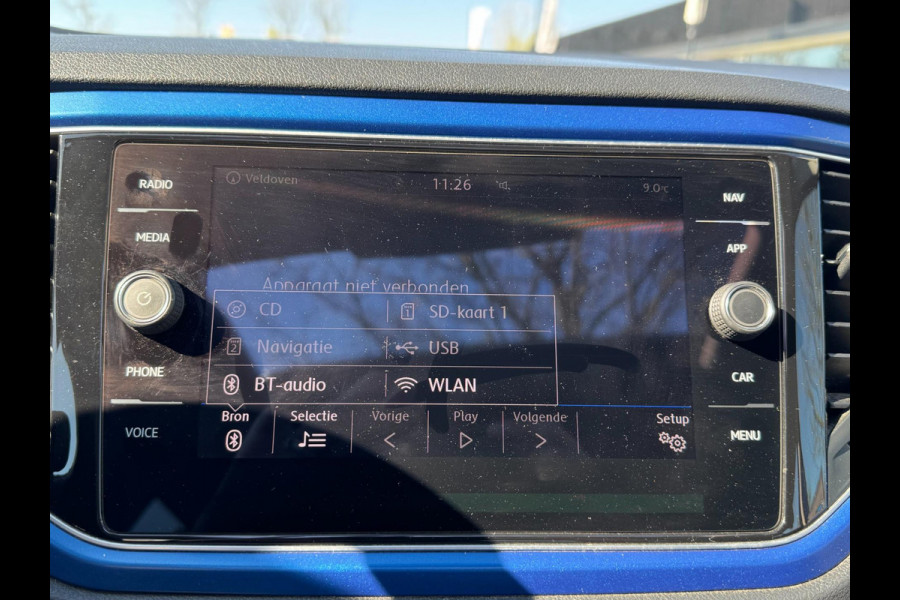 RADIO
MEDIA
PHONE
VOICE
Veldoven 11:26 9.0°C
Apparaat niet verbonden
CD SD-kaart 1
Navigatie USB
BT-audio WLAN
Bron Selectie Vorige Play Volgende Setup
NAV
APP
CAR
MENU